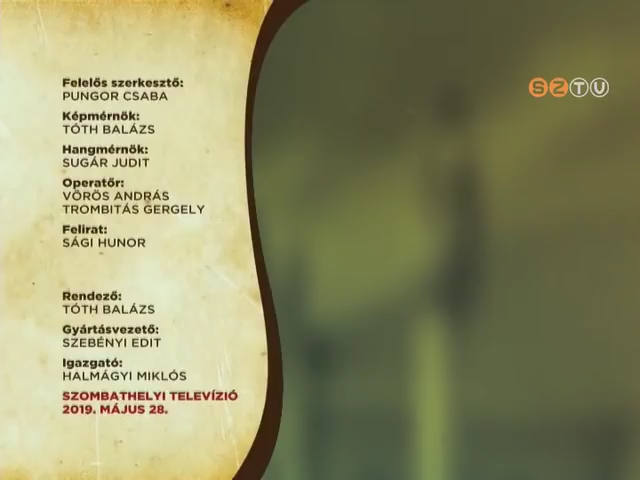 Felelős szerkesztő:
PUNGOR CSABA
Képmérnök:
TÓTH BALÁZS
Hangmérnök:
SUGÁR JUDIT
Operatőr:
VÖRÖS ANDRÁS
TROMBITÁS GERGELY
Felirat:
SÁGI HUNOR
Rendező:
TÓTH BALÁZS
Gyártásvezető:
SZEBÉNYI EDIT
Igazgató:
HALMÁGYI MIKLÓS
SZOMBATHELYI TELEVÍZIÓ
2019. MÁJUS 28.
SZTV